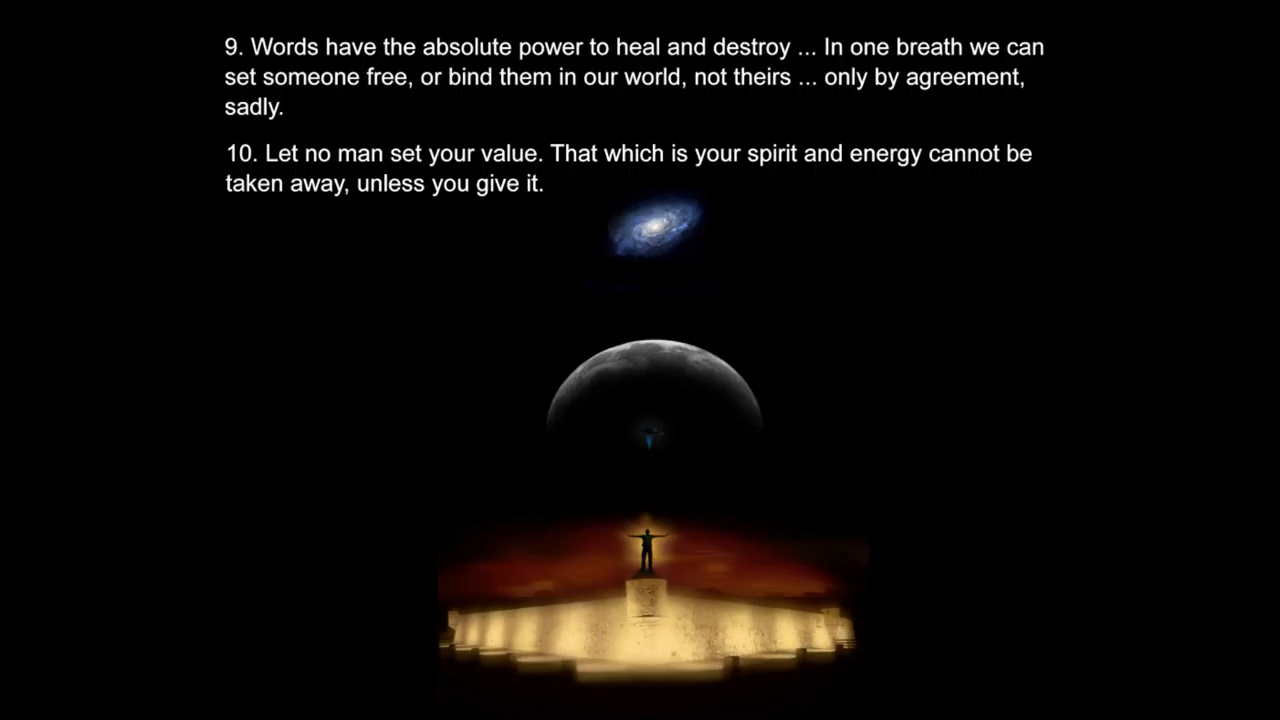 9. Words have the absolute power to heal and destroy ... In one breath we can
set someone free, or bind them in our world, not theirs ... only by agreement,
sadly.
10. Let no man set your value. That which is your spirit and energy cannot be
taken away, unless you give it.